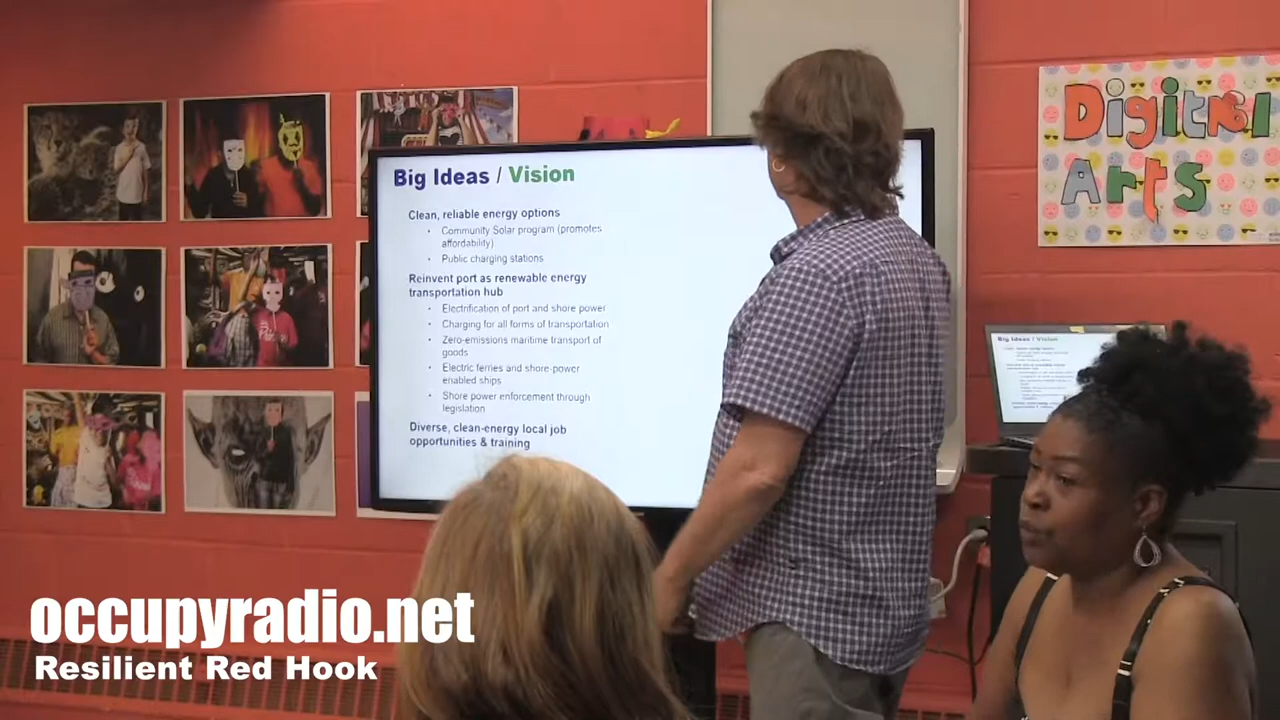 Big Ideas / Vision
Clean, reliable energy options
• Community Solar program (promotes
affordability)
• Public charging stations
Reinvent port as renewable energy
transportation hub
• Electrification of port and shore power
• Charging for all forms of transportation
• Zero-emissions maritime transport of
goods
• Electric ferries and shore-power
enabled ships
• Shore power enforcement through
legislation
Diverse, clean-energy local job
opportunities & training
Digital
Arts
Big Ideas / Vision
occupyradio.net
Resilient Red Hook